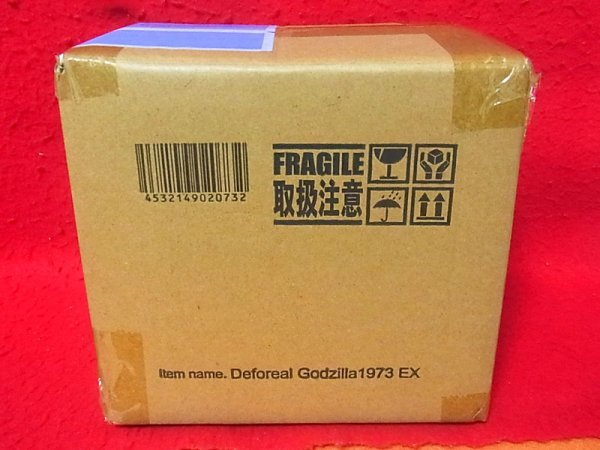 4532149020732
FRAGILE
取扱注意
Item name. Deforeal Godzilla1973 EX